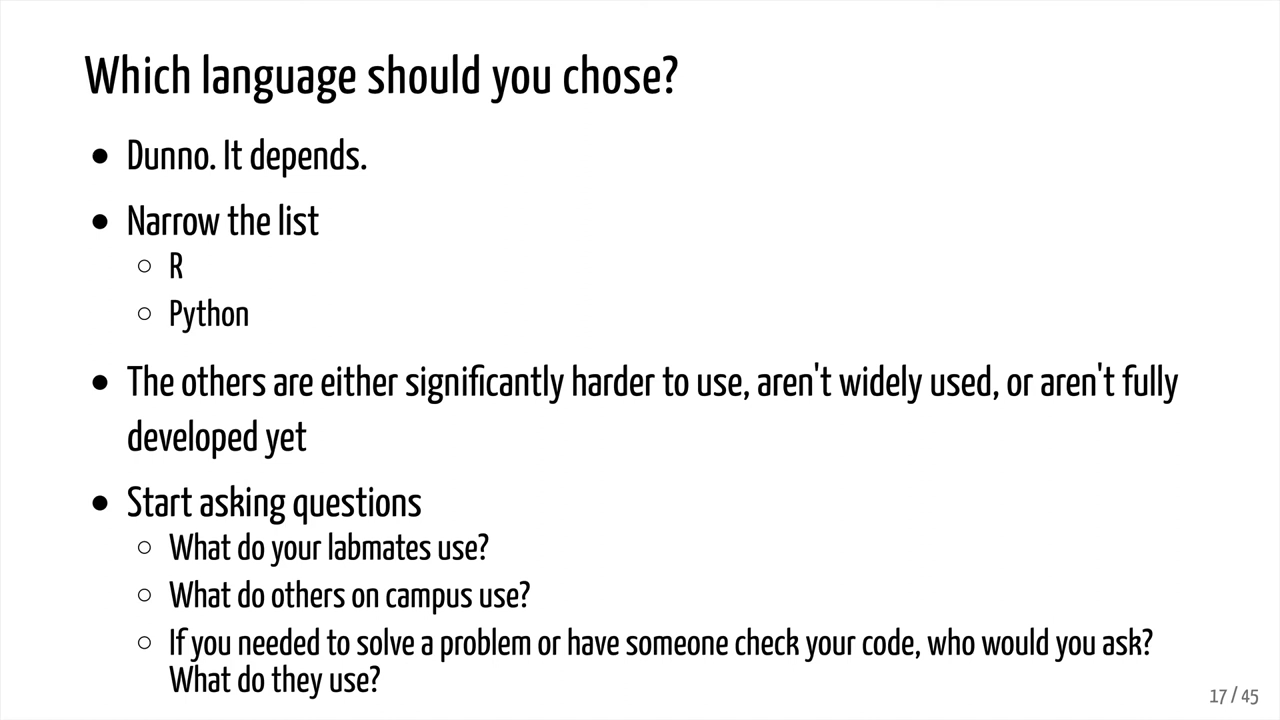 Which language should you chose?
• Dunno. It depends.
• Narrow the list
○ R
○ Python
• The others are either significantly harder to use, aren't widely used, or aren't fully
developed yet
• Start asking questions
○ What do your labmates use?
○ What do others on campus use?
○ If you needed to solve a problem or have someone check your code, who would you ask?
What do they use?
17 / 45